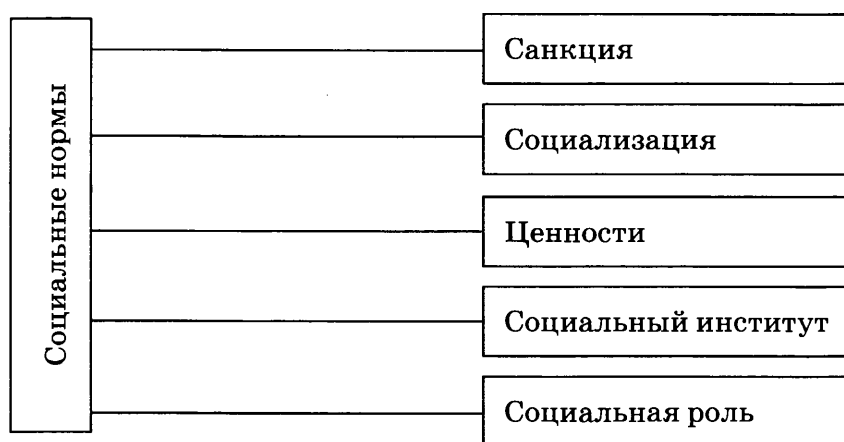 Социальные нормы
Санкция
Социализация
Ценности
Социальный институт
Социальная роль